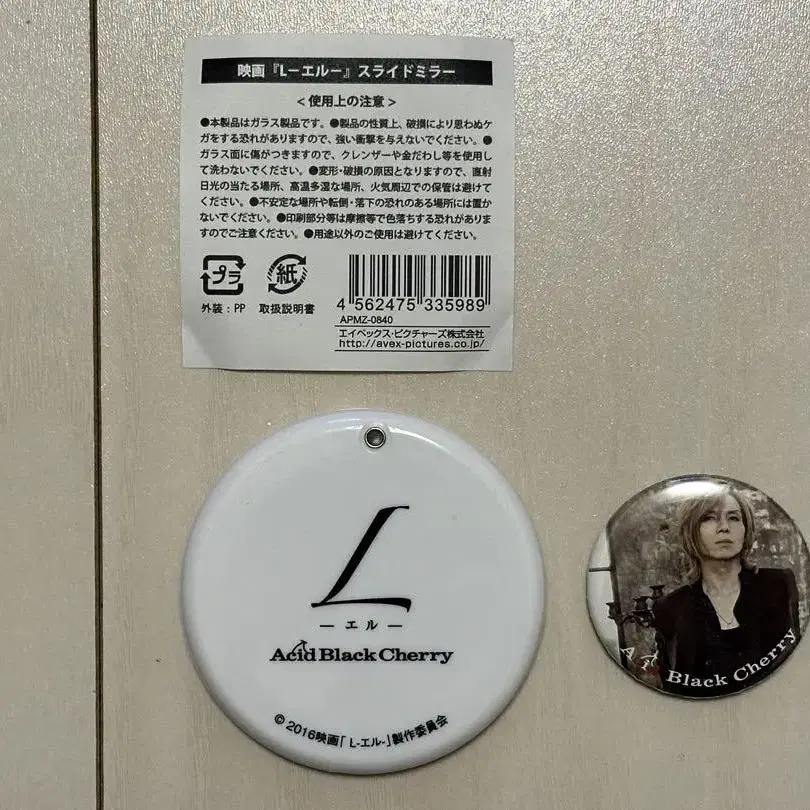 映画『L－エル－』スライドミラー
＜使用上の注意＞
●本製品はガラス製品です。●製品の性質上、破損により思わぬケ
ガをする恐れがありますので、強い衝撃を与えないでください。●
ガラス面に傷がつきますので、クレンザーや金だわし等を使用し
て洗わないでください。●変形・破損の原因となりますので、直射
日光の当たる場所、高温多湿な場所、火気周辺での保管は避けて
ください。●不安定な場所や転倒・落下の恐れのある場所には置か
ないでください。●印刷部分等は摩擦等で色落ちする恐れがありま
すのでご注意ください。●用途以外のご使用は避けてください。
プラ
紙
外装：PP
取扱説明書
4 562475 335989
APMZ-0840
エイベックス・ピクチャーズ株式会社
http://avex-pictures.co.jp/
L
－エル－
Acid Black Cherry
©2016映画「L-エル-」製作委員会
Black Cherry